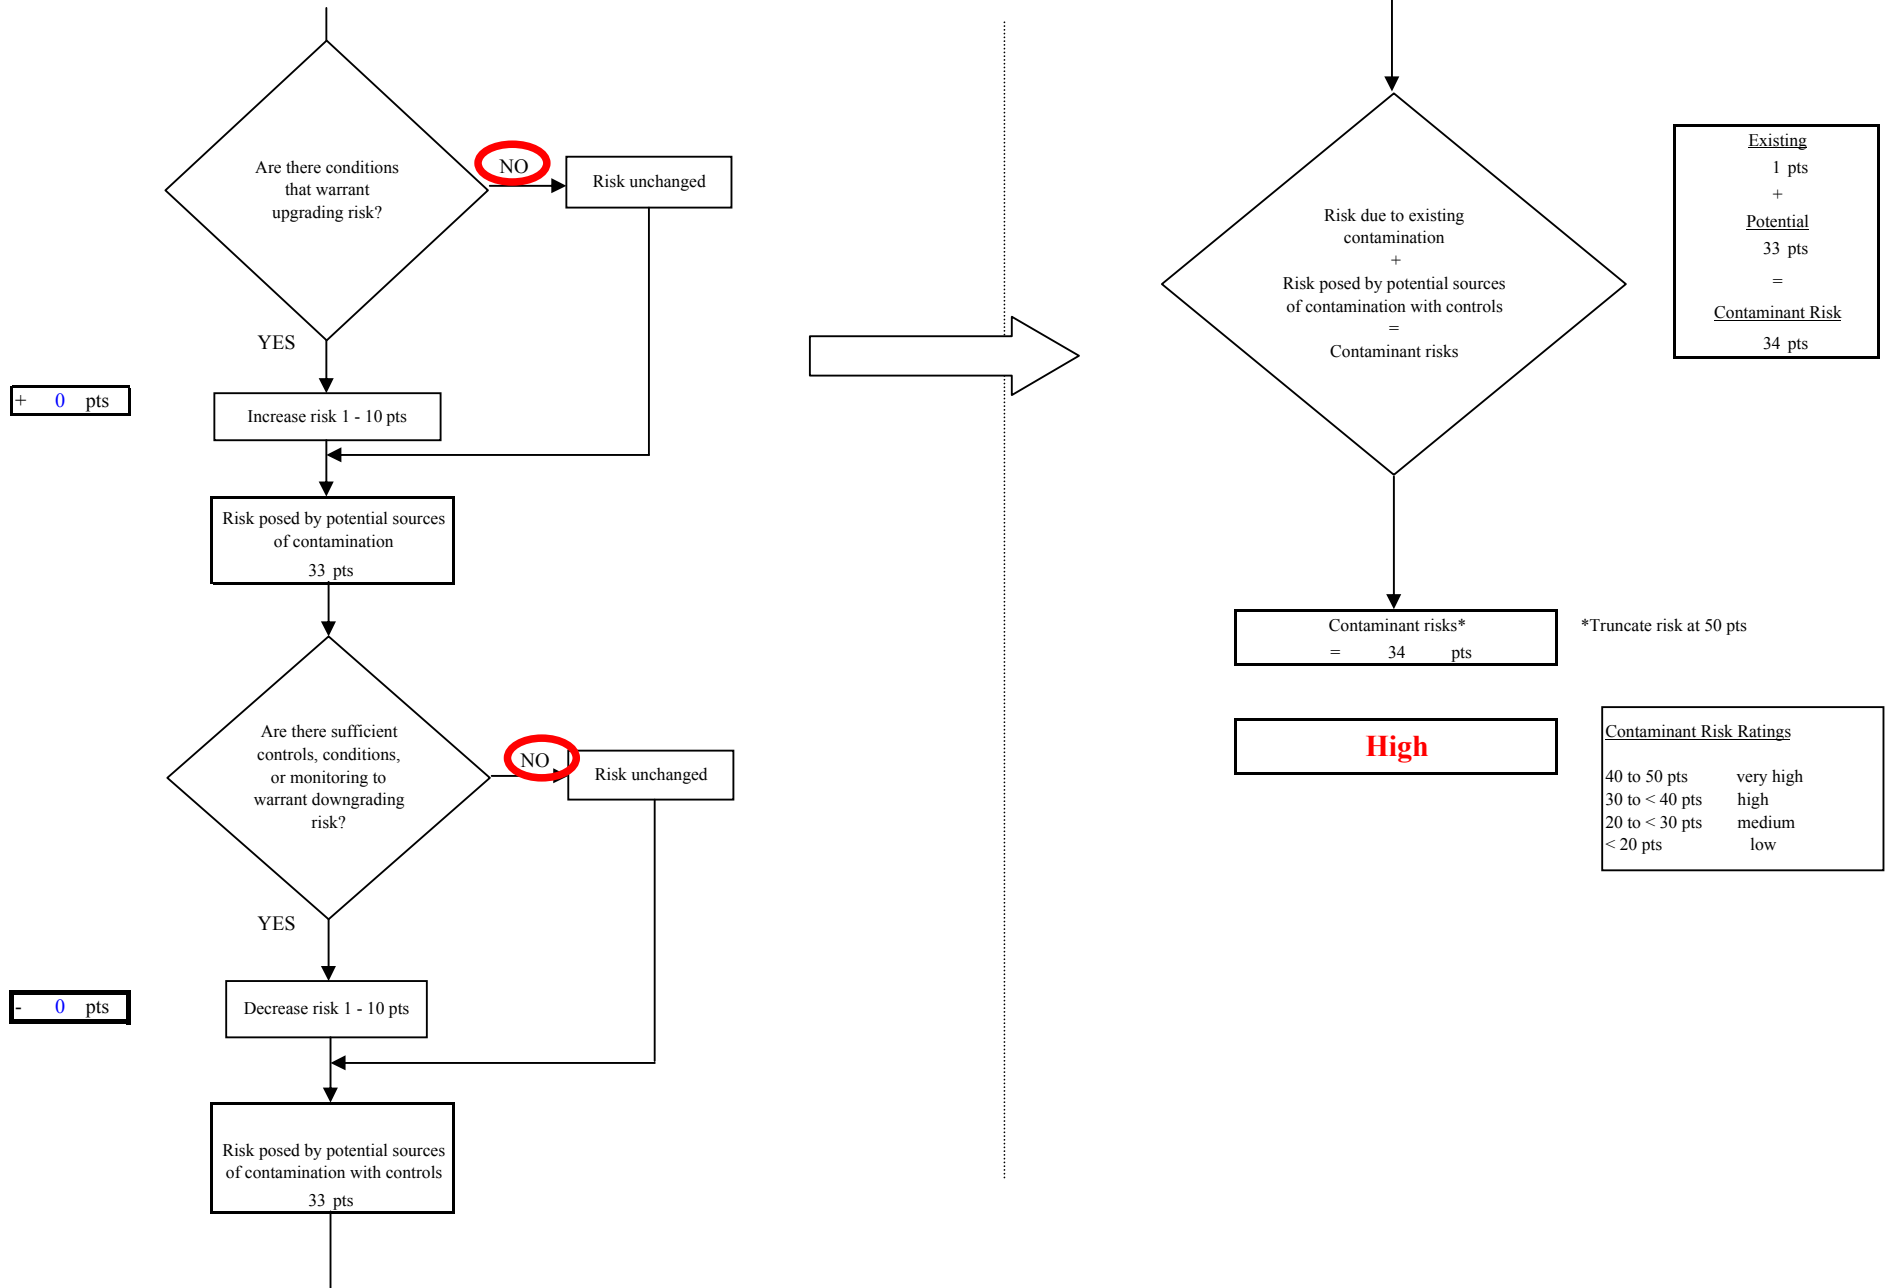 Are there conditions
that warrant
upgrading risk?
NO
Risk unchanged
YES
+ 0 pts
Increase risk 1 - 10 pts
Risk posed by potential sources
of contamination
33 pts
Are there sufficient
controls, conditions,
or monitoring to
warrant downgrading
risk?
NO
Risk unchanged
YES
- 0 pts
Decrease risk 1 - 10 pts
Risk posed by potential sources
of contamination with controls
33 pts
Risk due to existing
contamination
+
Risk posed by potential sources
of contamination with controls
=
Contaminant risks
Existing
1 pts
+
Potential
33 pts
=
Contaminant Risk
34 pts
Contaminant risks*
= 34 pts
*Truncate risk at 50 pts
High
Contaminant Risk Ratings
40 to 50 pts very high
30 to < 40 pts high
20 to < 30 pts medium
< 20 pts low